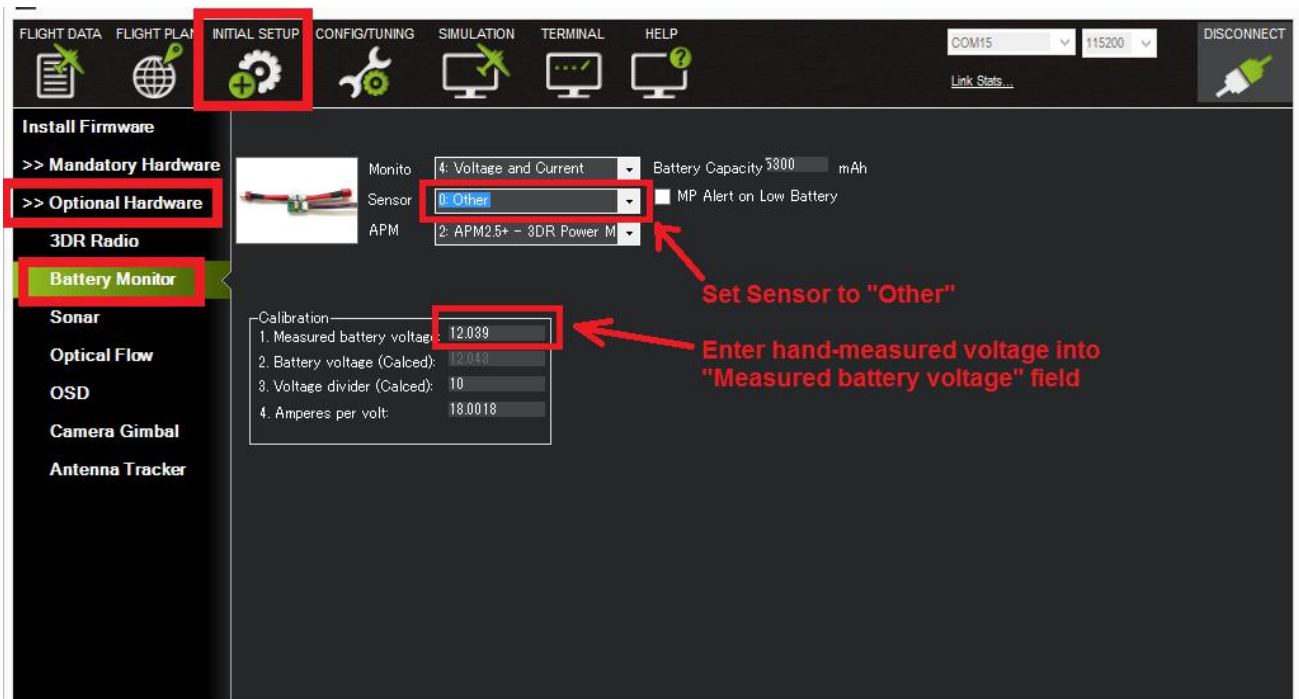 FLIGHT DATA FLIGHT PLAN INITIAL SETUP CONFIG/TUNING SIMULATION TERMINAL HELP
COM15 115200 DISCONNECT
Link Stats...
Install Firmware
>> Mandatory Hardware
>> Optional Hardware
3DR Radio
Battery Monitor
Sonar
Optical Flow
OSD
Camera Gimbal
Antenna Tracker
Monito 4: Voltage and Current Battery Capacity 5300 mAh
Sensor 0: Other MP Alert on Low Battery
APM 2: APM2.5+ - 3DR Power M
Set Sensor to "Other"
Calibration
1. Measured battery voltage: 12.039
2. Battery voltage (Calced): 12.043
3. Voltage divider (Calced): 10
4. Amperes per volt: 18.0018
Enter hand-measured voltage into
"Measured battery voltage" field